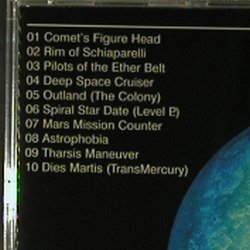 01 Comet's Figure Head
02 Rim of Schiaparelli
03 Pilots of the Ether Belt
04 Deep Space Cruiser
05 Outland (The Colony)
06 Spiral Star Date (Level P.)
07 Mars Mission Counter
08 Astrophobia
09 Tharsis Maneuver
10 Dies Martis (TransMercury)